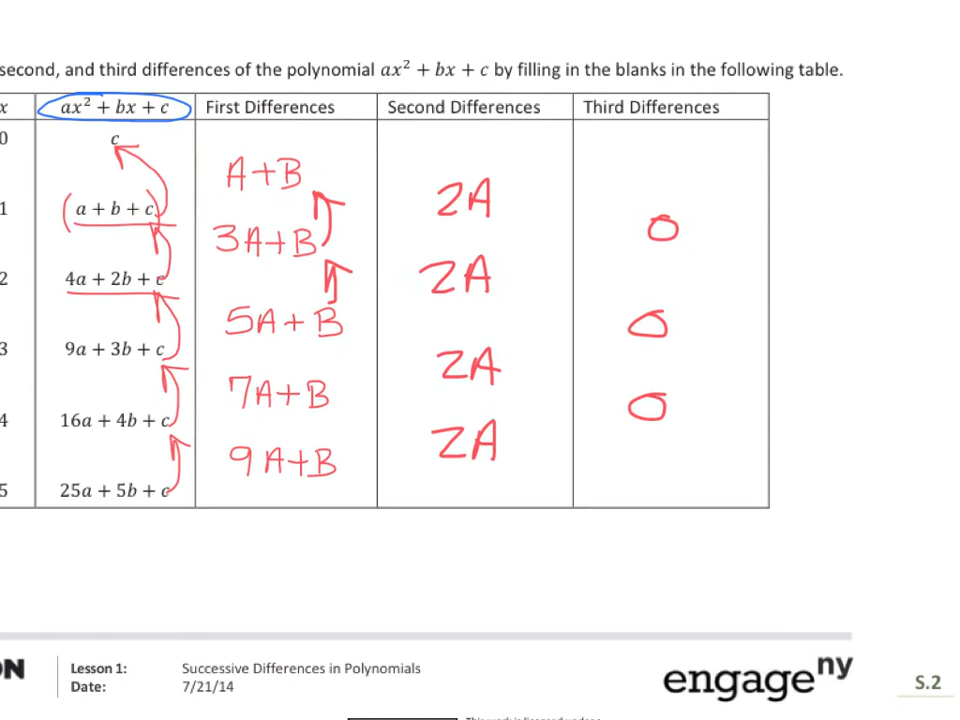 second, and third differences of the polynomial ax² + bx + c by filling in the blanks in the following table.
x ax² + bx + c First Differences Second Differences Third Differences
0 c
A+B
1 (a + b + c) 2A
3A+B 0
2 4a + 2b + c 2A
5A+B 0
3 9a + 3b + c 2A
7A+B 0
4 16a + 4b + c 2A
9A+B
5 25a + 5b + c
ON Lesson 1: Successive Differences in Polynomials
Date: 7/21/14
engage ny S.2